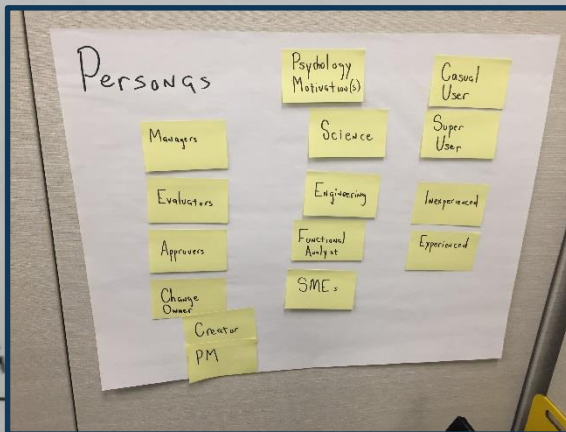 Personas
Managers
Evaluators
Approvers
Change
Owner
Creator
PM
Psychology
Motivation(s)
Science
Engineering
Functional
Analyst
SMEs
Casual
User
Super
User
Inexperienced
Experienced